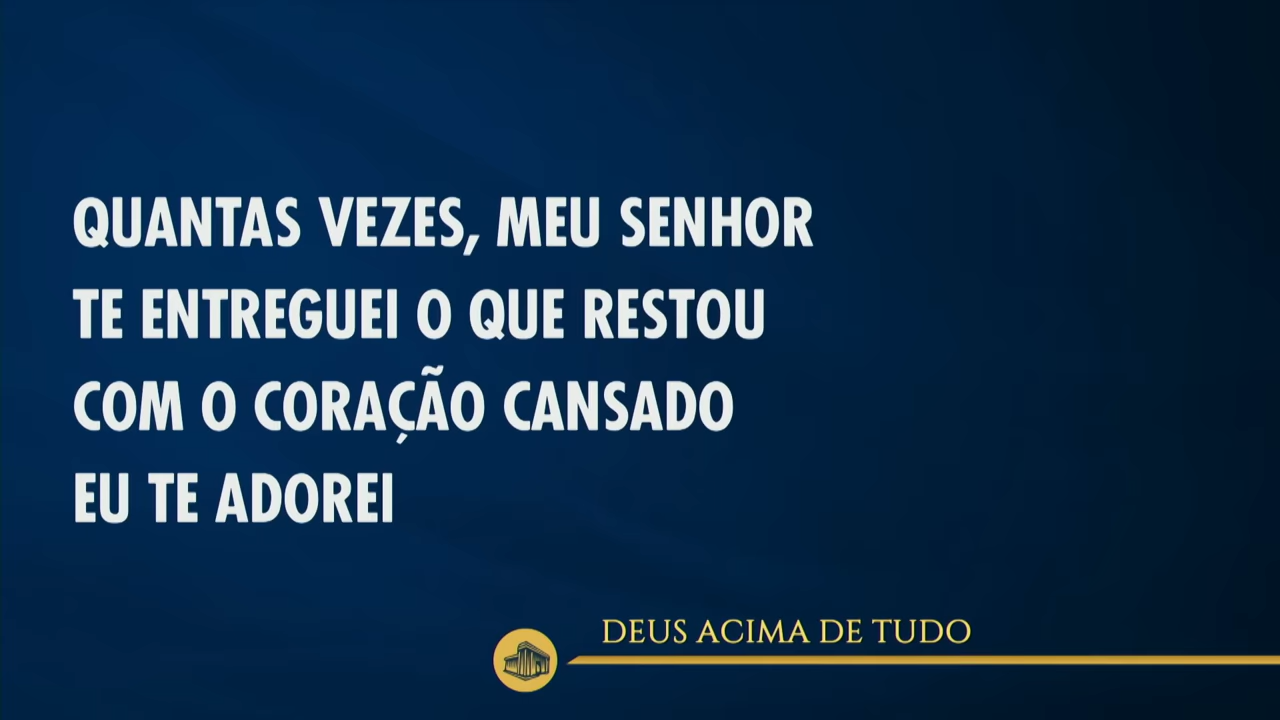 QUANTAS VEZES, MEU SENHOR
TE ENTREGUEI O QUE RESTOU
COM O CORAÇÃO CANSADO
EU TE ADOREI
DEUS ACIMA DE TUDO